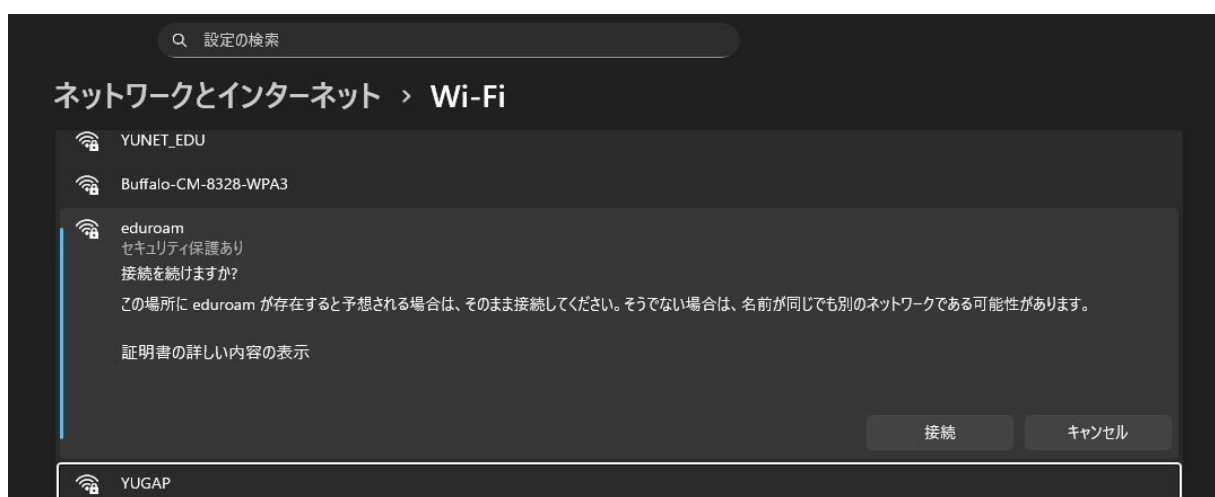 設定の検索
ネットワークとインターネット › Wi-Fi
YUNET_EDU
Buffalo-CM-8328-WPA3
eduroam
セキュリティ保護あり
接続を続けますか?
この場所に eduroam が存在すると予想される場合は、そのまま接続してください。そうでない場合は、名前が同じでも別のネットワークである可能性があります。
証明書の詳しい内容の表示
接続 キャンセル
YUGAP